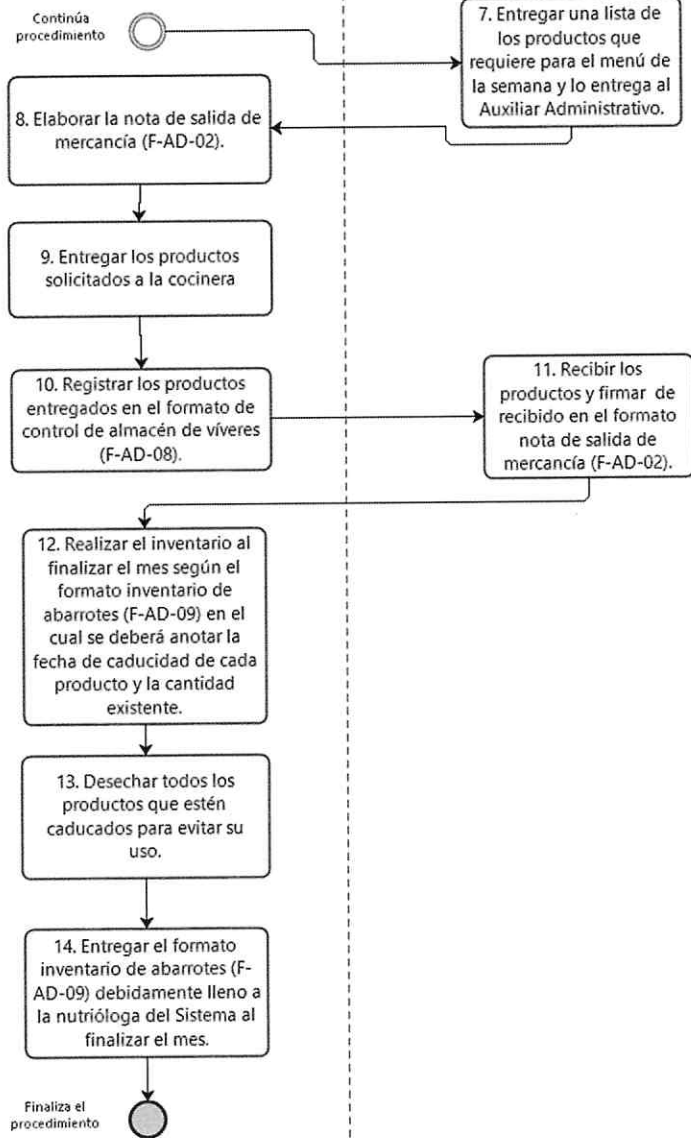 Continúa
procedimiento
7. Entregar una lista de
los productos que
requiere para el menú de
la semana y lo entrega al
Auxiliar Administrativo.
8. Elaborar la nota de salida de
mercancía (F-AD-02).
9. Entregar los productos
solicitados a la cocinera
10. Registrar los productos
entregados en el formato de
control de almacén de víveres
(F-AD-08).
11. Recibir los
productos y firmar de
recibido en el formato
nota de salida de
mercancía (F-AD-02).
12. Realizar el inventario al
finalizar el mes según el
formato inventario de
abarrotes (F-AD-09) en el
cual se deberá anotar la
fecha de caducidad de cada
producto y la cantidad
existente.
13. Desechar todos los
productos que estén
caducados para evitar su
uso.
14. Entregar el formato
inventario de abarrotes (F-
AD-09) debidamente lleno a
la nutrióloga del Sistema al
finalizar el mes.
Finaliza el
procedimiento